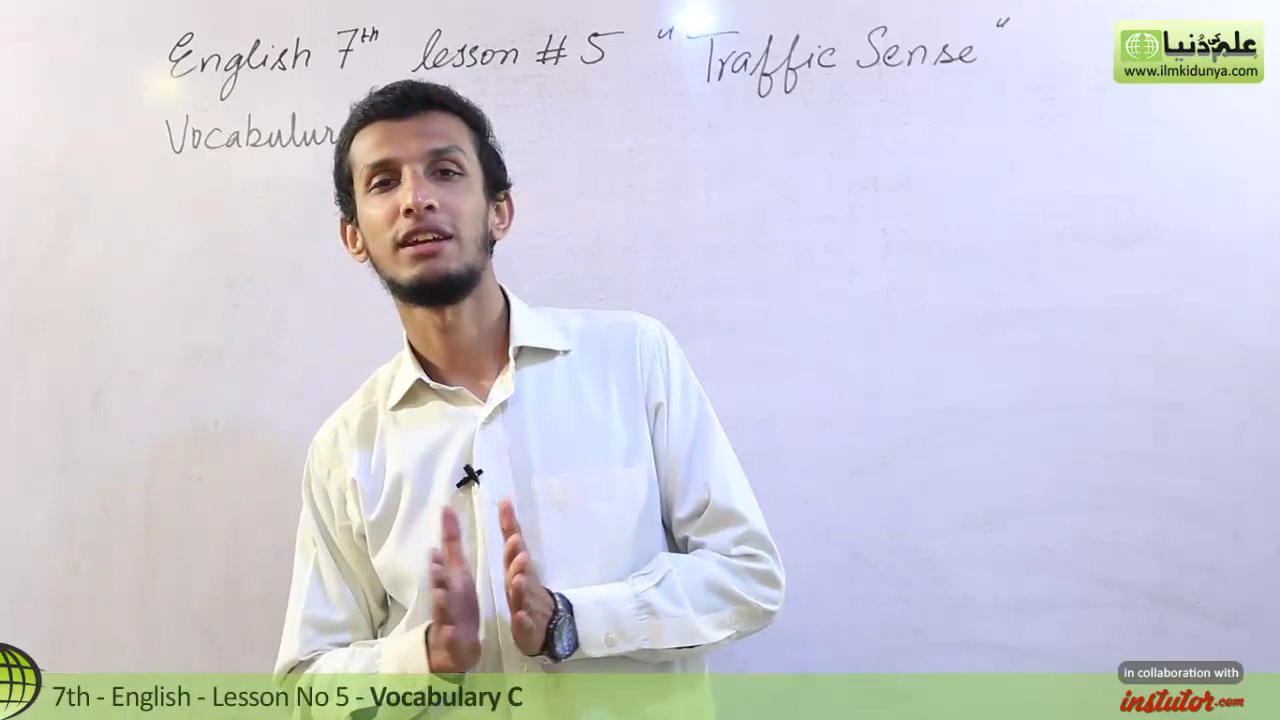 English 7th lesson # 5 " Traffic Sense "
علم کی دنیا
www.ilmkidunya.com
in collaboration with
instutor.com
7th - English - Lesson No 5 - Vocabulary C